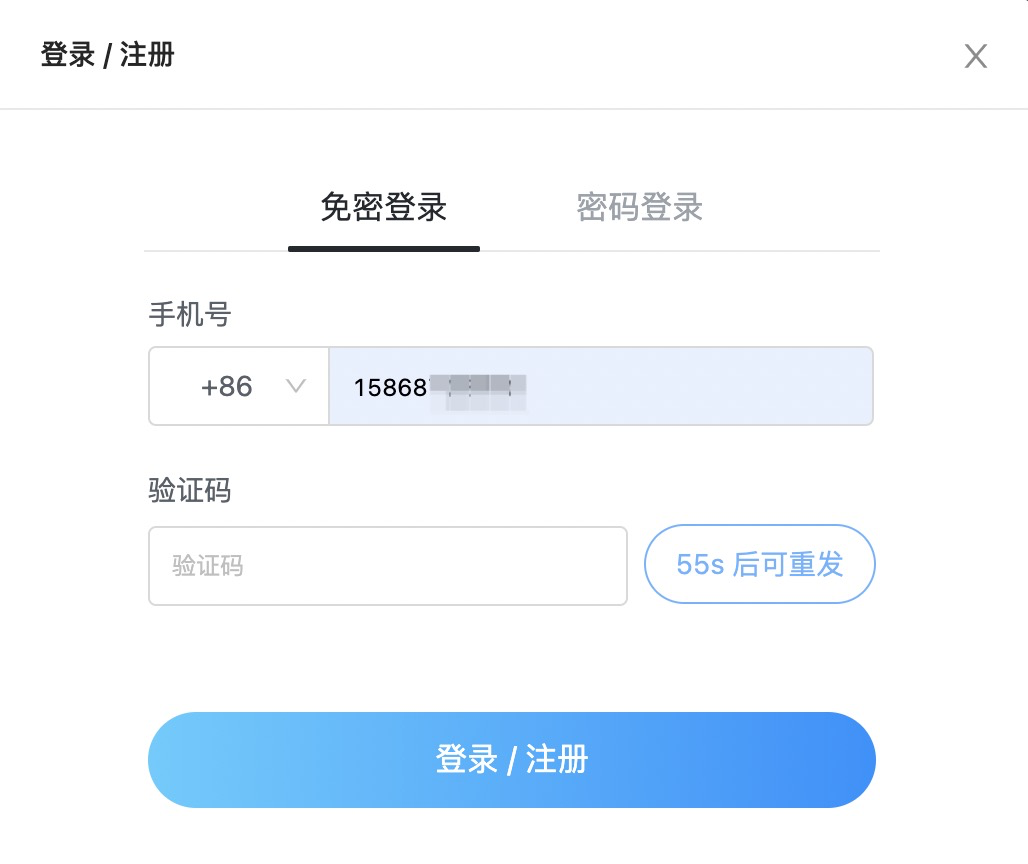 登录 / 注册
免密登录 密码登录
手机号
+86 15868
验证码
验证码 55s 后可重发
登录 / 注册